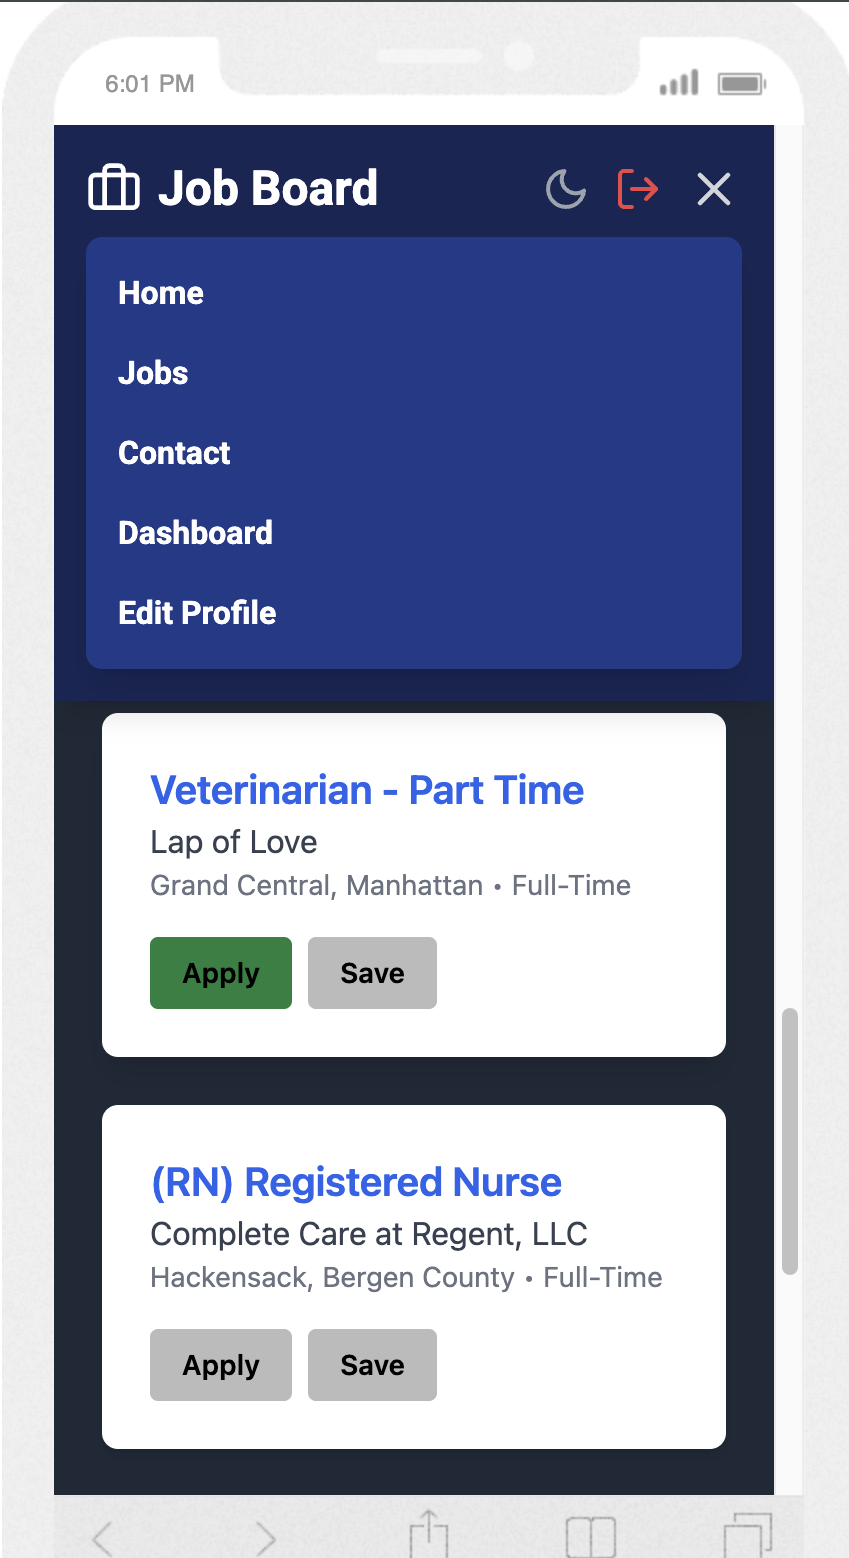 6:01 PM
Job Board
Home
Jobs
Contact
Dashboard
Edit Profile
Veterinarian - Part Time
Lap of Love
Grand Central, Manhattan • Full-Time
Apply Save
(RN) Registered Nurse
Complete Care at Regent, LLC
Hackensack, Bergen County • Full-Time
Apply Save